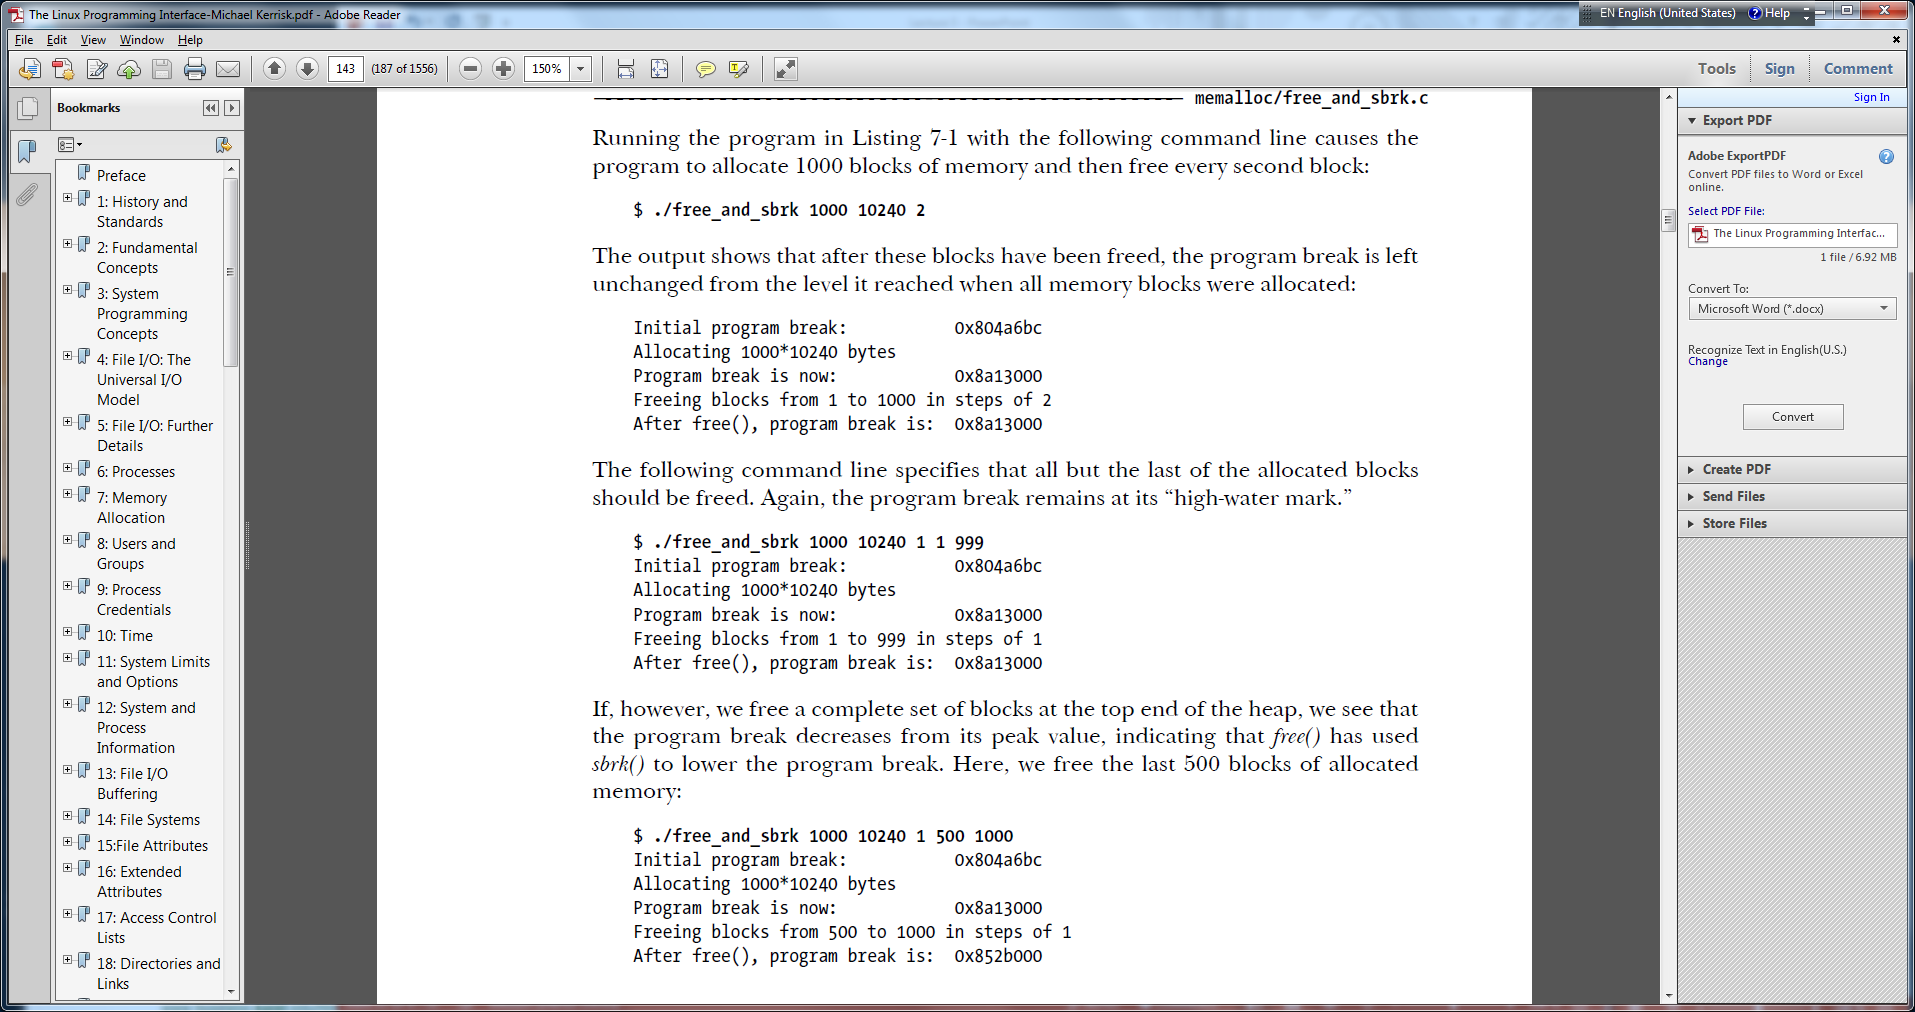 The Linux Programming Interface-Michael Kerrisk.pdf - Adobe Reader
EN English (United States) Help
File Edit View Window Help
143 (187 of 1556) 150% Tools Sign Comment
Bookmarks
Preface
1: History and
Standards
2: Fundamental
Concepts
3: System
Programming
Concepts
4: File I/O: The
Universal I/O
Model
5: File I/O: Further
Details
6: Processes
7: Memory
Allocation
8: Users and
Groups
9: Process
Credentials
10: Time
11: System Limits
and Options
12: System and
Process
Information
13: File I/O
Buffering
14: File Systems
15:File Attributes
16: Extended
Attributes
17: Access Control
Lists
18: Directories and
Links
memalloc/free_and_sbrk.c
Running the program in Listing 7-1 with the following command line causes the
program to allocate 1000 blocks of memory and then free every second block:
$ ./free_and_sbrk 1000 10240 2
The output shows that after these blocks have been freed, the program break is left
unchanged from the level it reached when all memory blocks were allocated:
Initial program break: 0x804a6bc
Allocating 1000*10240 bytes
Program break is now: 0x8a13000
Freeing blocks from 1 to 1000 in steps of 2
After free(), program break is: 0x8a13000
The following command line specifies that all but the last of the allocated blocks
should be freed. Again, the program break remains at its “high-water mark.”
$ ./free_and_sbrk 1000 10240 1 1 999
Initial program break: 0x804a6bc
Allocating 1000*10240 bytes
Program break is now: 0x8a13000
Freeing blocks from 1 to 999 in steps of 1
After free(), program break is: 0x8a13000
If, however, we free a complete set of blocks at the top end of the heap, we see that
the program break decreases from its peak value, indicating that free() has used
sbrk() to lower the program break. Here, we free the last 500 blocks of allocated
memory:
$ ./free_and_sbrk 1000 10240 1 500 1000
Initial program break: 0x804a6bc
Allocating 1000*10240 bytes
Program break is now: 0x8a13000
Freeing blocks from 500 to 1000 in steps of 1
After free(), program break is: 0x852b000
Sign In
Export PDF
Adobe ExportPDF
Convert PDF files to Word or Excel
online.
Select PDF File:
The Linux Programming Interfac...
1 file / 6.92 MB
Convert To:
Microsoft Word (*.docx)
Recognize Text in English(U.S.)
Change
Convert
Create PDF
Send Files
Store Files